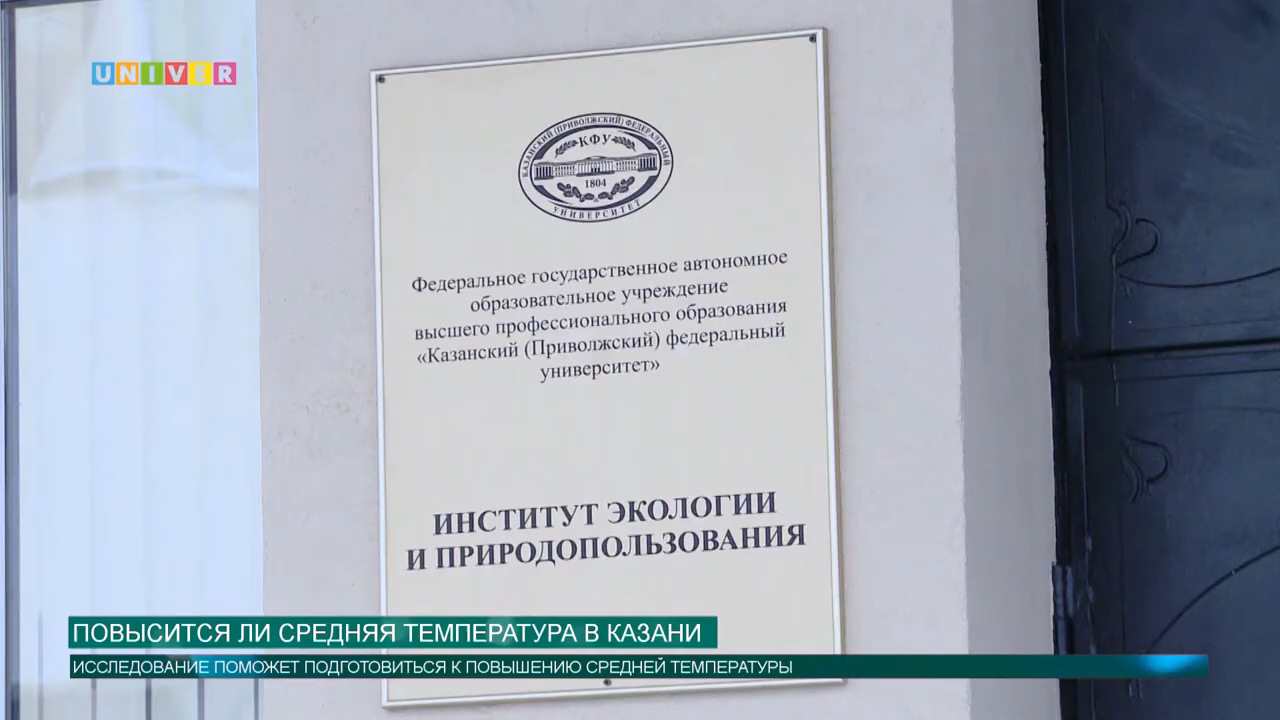 UNIVER
КАЗАНСКИЙ (ПРИВОЛЖСКИЙ) ФЕДЕРАЛЬНЫЙ
КФУ
1804
УНИВЕРСИТЕТ
Федеральное государственное автономное
образовательное учреждение
высшего профессионального образования
«Казанский (Приволжский) федеральный
университет»
ИНСТИТУТ ЭКОЛОГИИ
И ПРИРОДОПОЛЬЗОВАНИЯ
ПОВЫСИТСЯ ЛИ СРЕДНЯЯ ТЕМПЕРАТУРА В КАЗАНИ
ИССЛЕДОВАНИЕ ПОМОЖЕТ ПОДГОТОВИТЬСЯ К ПОВЫШЕНИЮ СРЕДНЕЙ ТЕМПЕРАТУРЫ